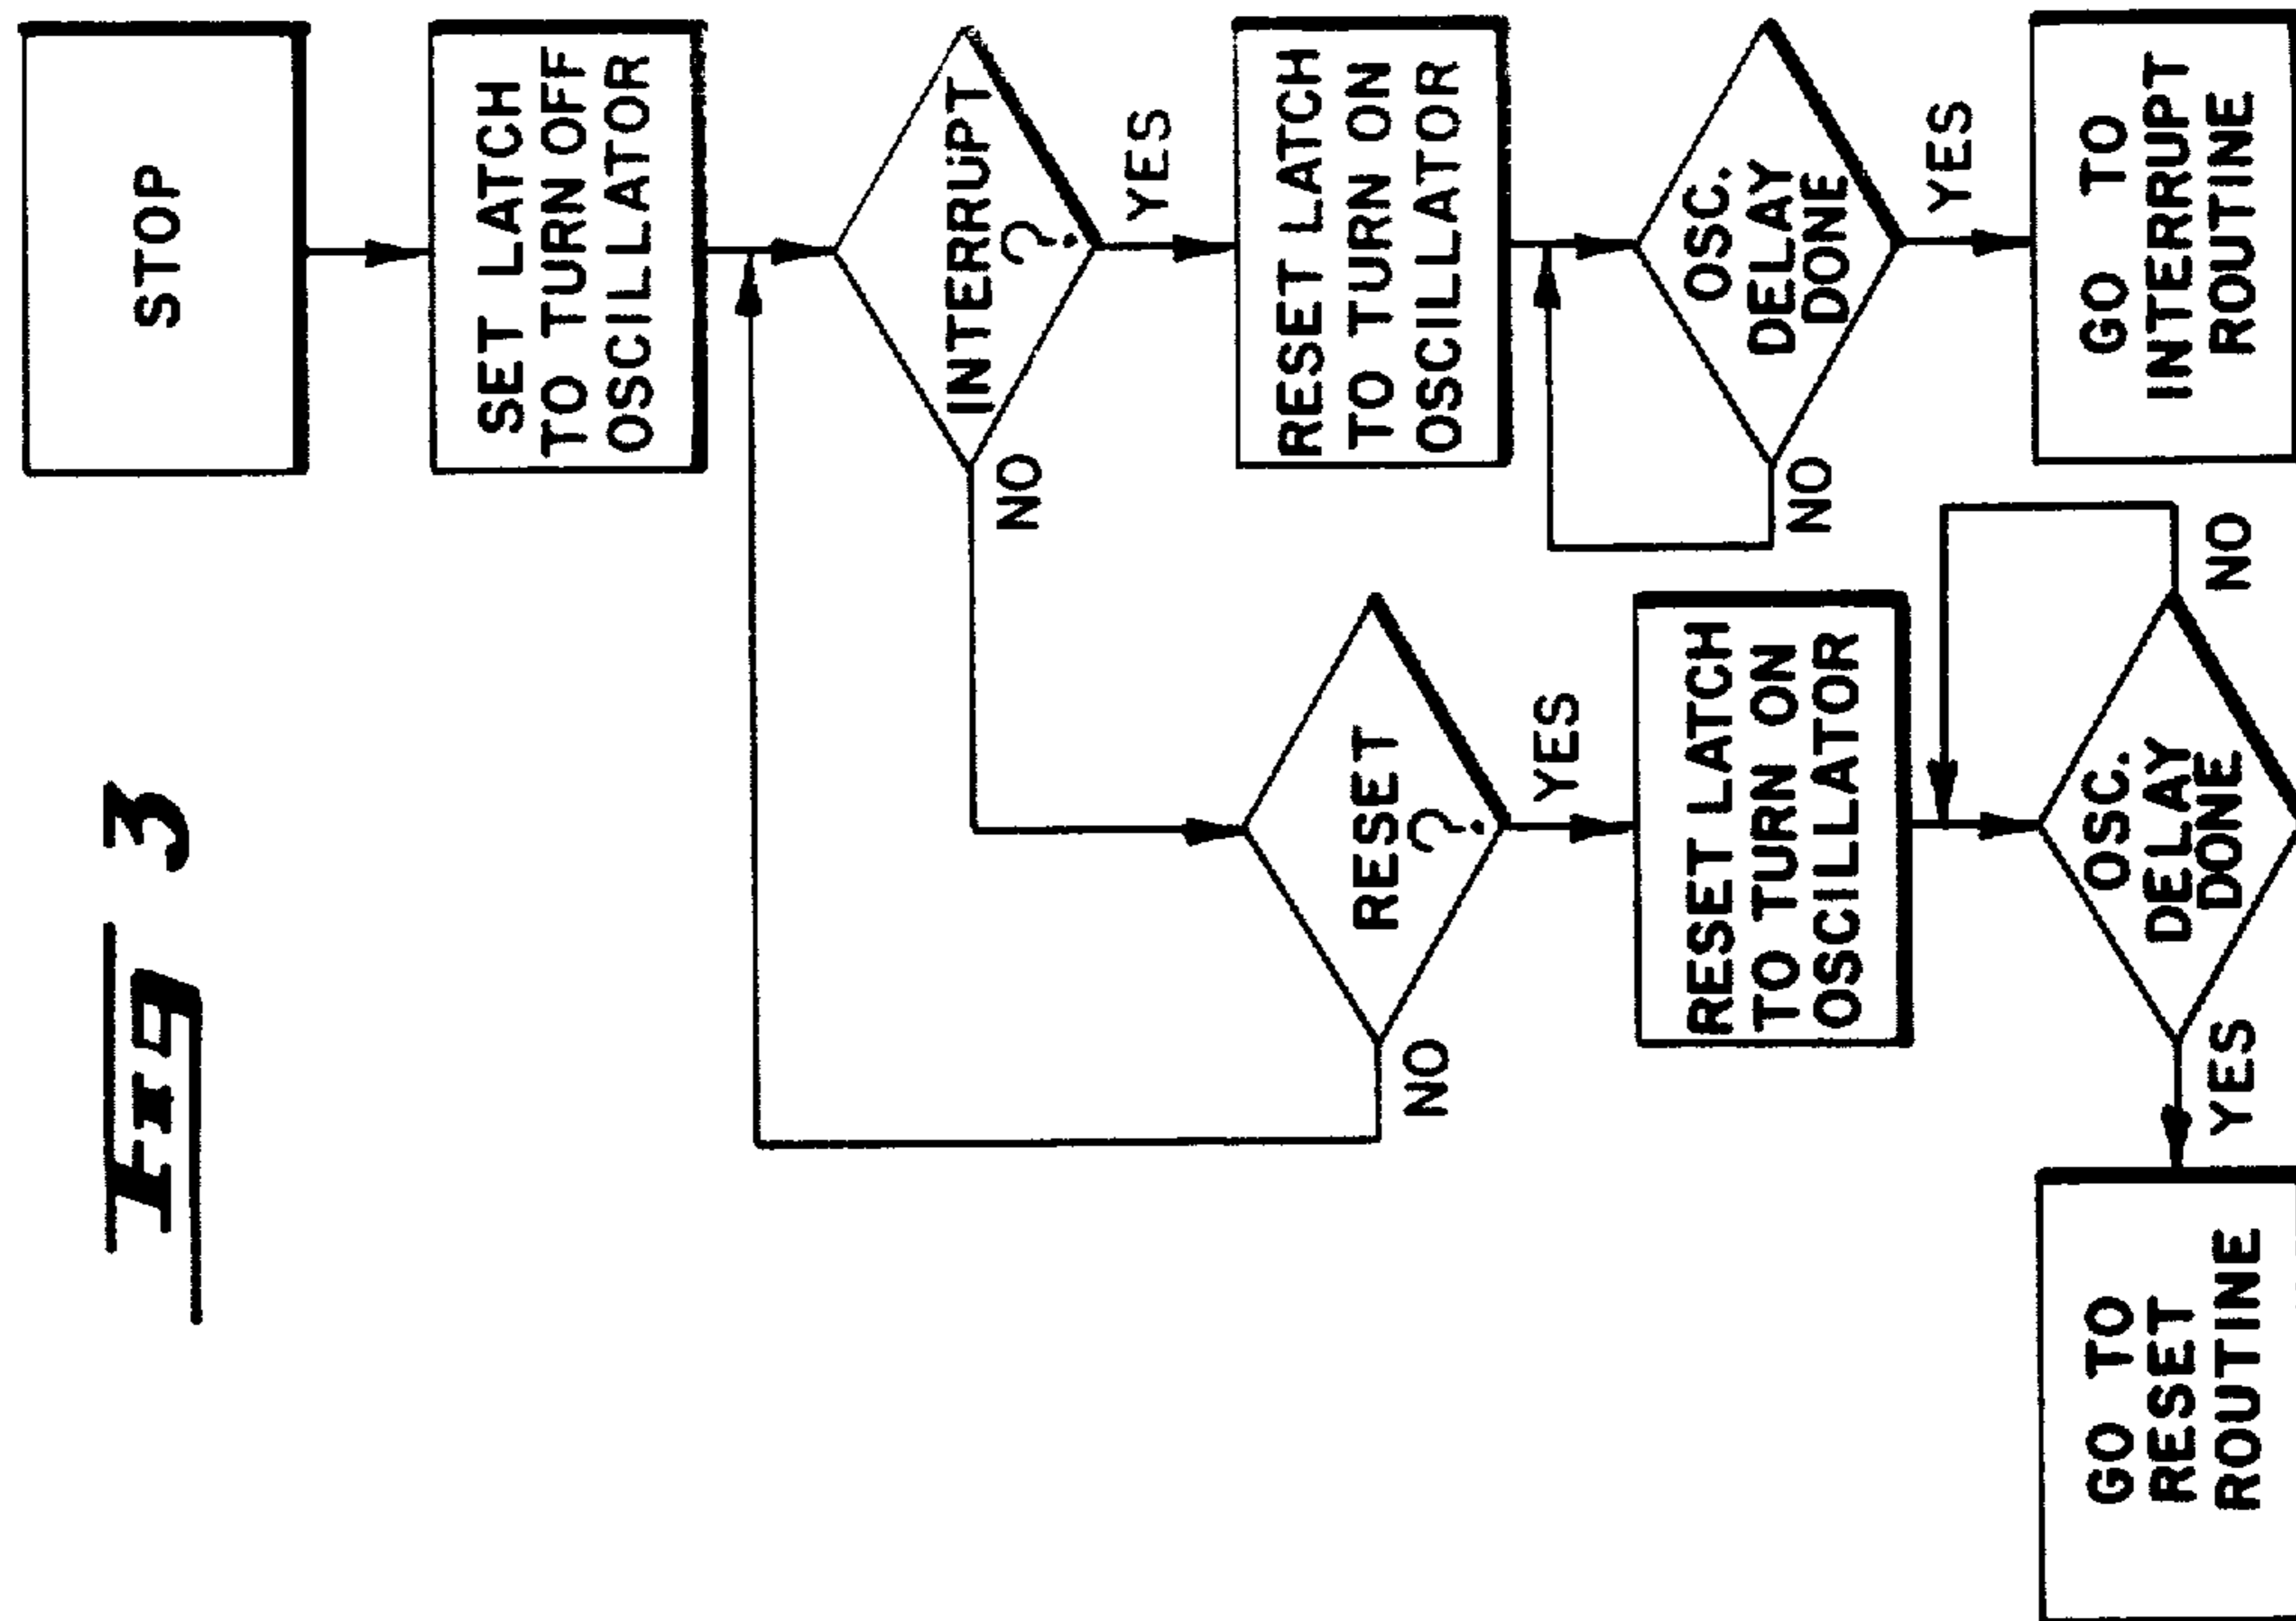 Fig 3
STOP
SET LATCH
TO TURN OFF
OSCILLATOR
INTERRUPT
?
NO
YES
RESET LATCH
TO TURN ON
OSCILLATOR
OSC.
DELAY
DONE
NO
YES
GO TO
INTERRUPT
ROUTINE
RESET
?
NO
YES
RESET LATCH
TO TURN ON
OSCILLATOR
OSC.
DELAY
DONE
NO
YES
GO TO
RESET
ROUTINE